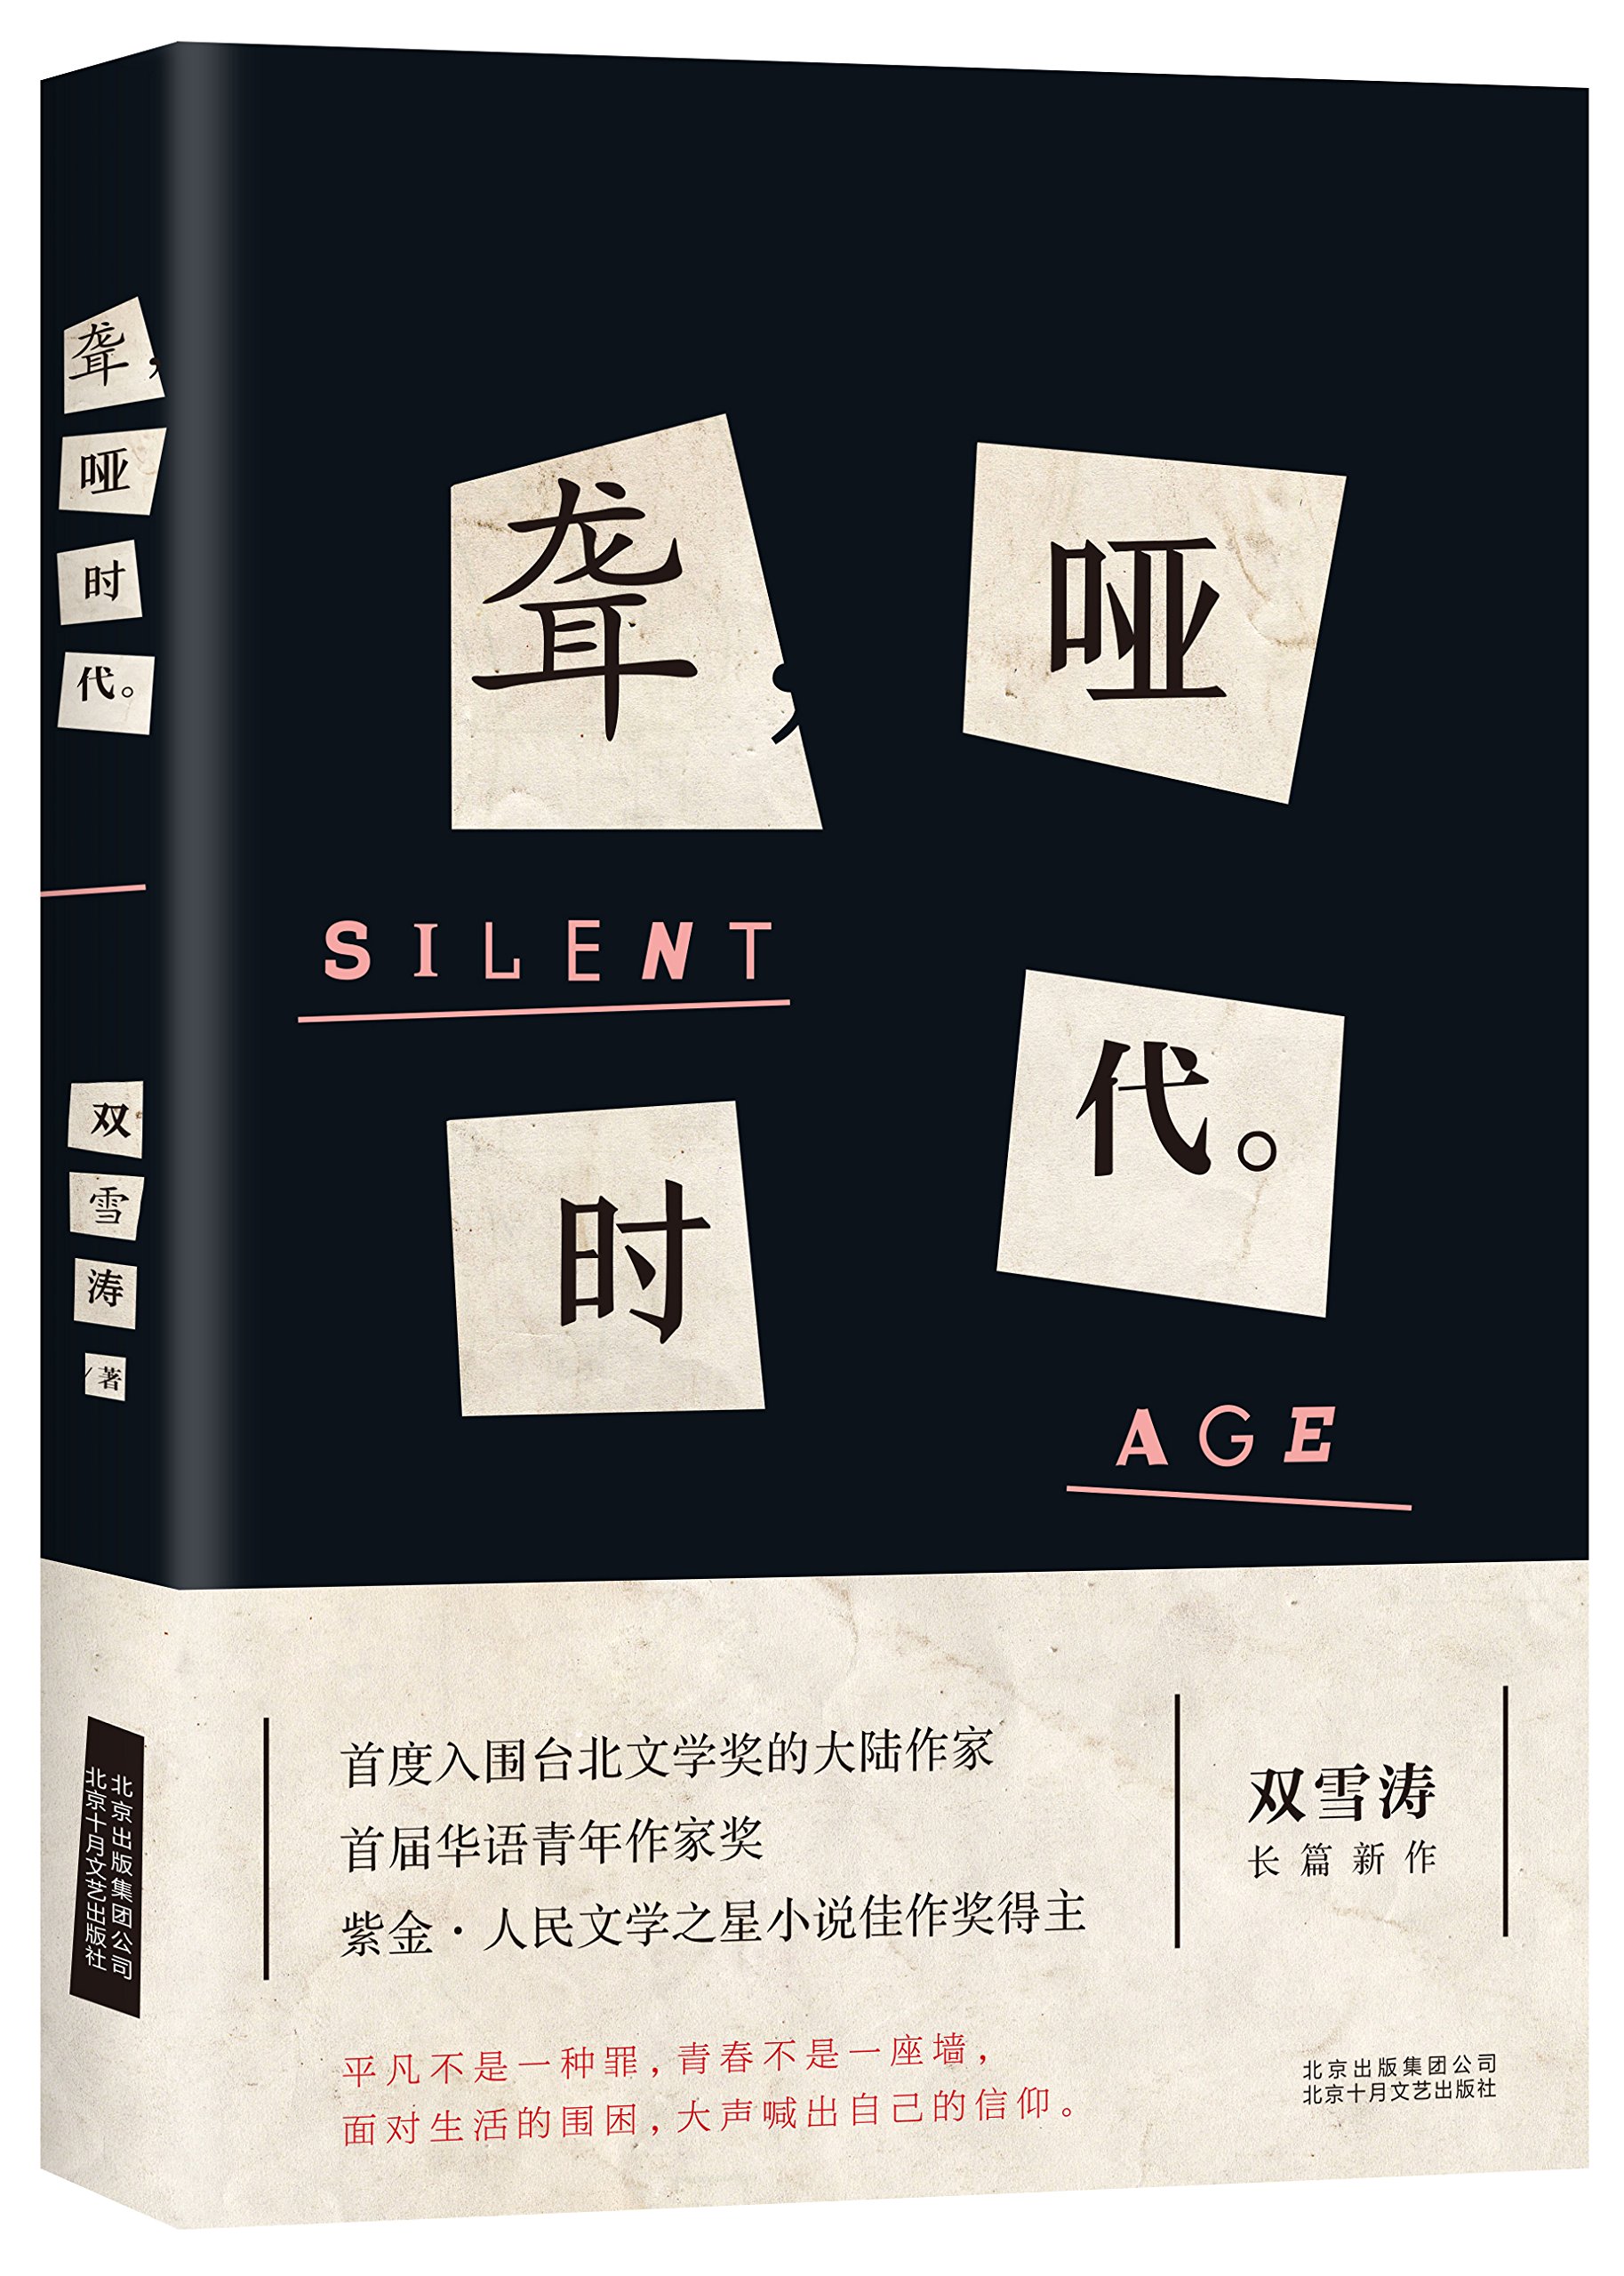 聋,
哑
时
代。
双
雪
涛
/著
北京出版集团公司
北京十月文艺出版社
聋,
哑
SILENT
时
代。
AGE
首度入围台北文学奖的大陆作家
首届华语青年作家奖
紫金·人民文学之星小说佳作奖得主
双雪涛
长篇新作
平凡不是一种罪,青春不是一座墙,
面对生活的围困,大声喊出自己的信仰。
北京出版集团公司
北京十月文艺出版社